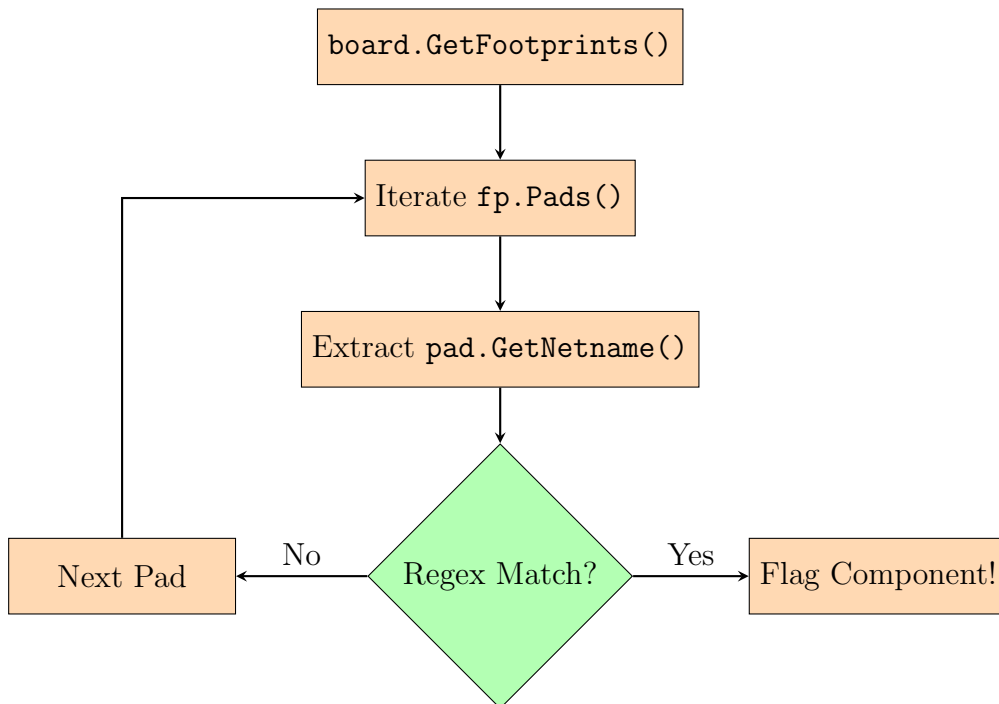 board.GetFootprints()
Iterate fp.Pads()
Extract pad.GetNetname()
No
Yes
Next Pad
Regex Match?
Flag Component!